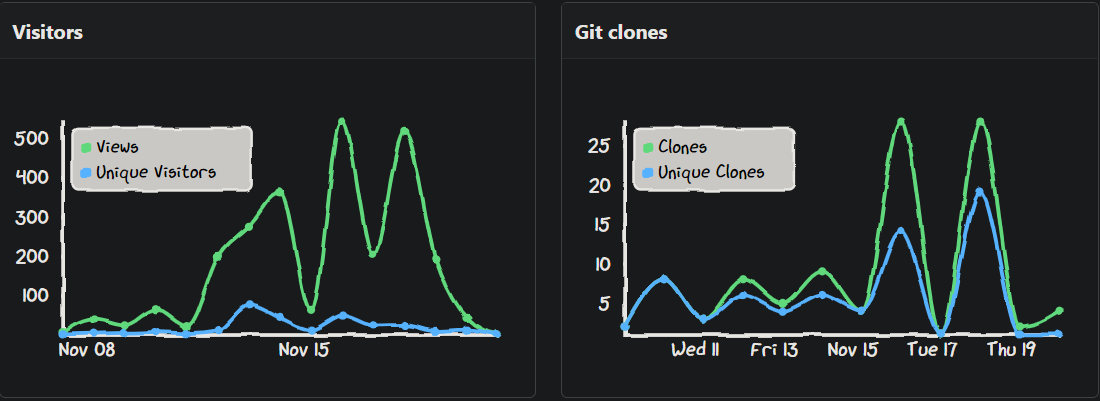 Visitors
500
400
300
200
100
Views
Unique Visitors
Nov 08
Nov 15
Git clones
25
20
15
10
5
Clones
Unique Clones
Wed 11
Fri 13
Nov 15
Tue 17
Thu 19